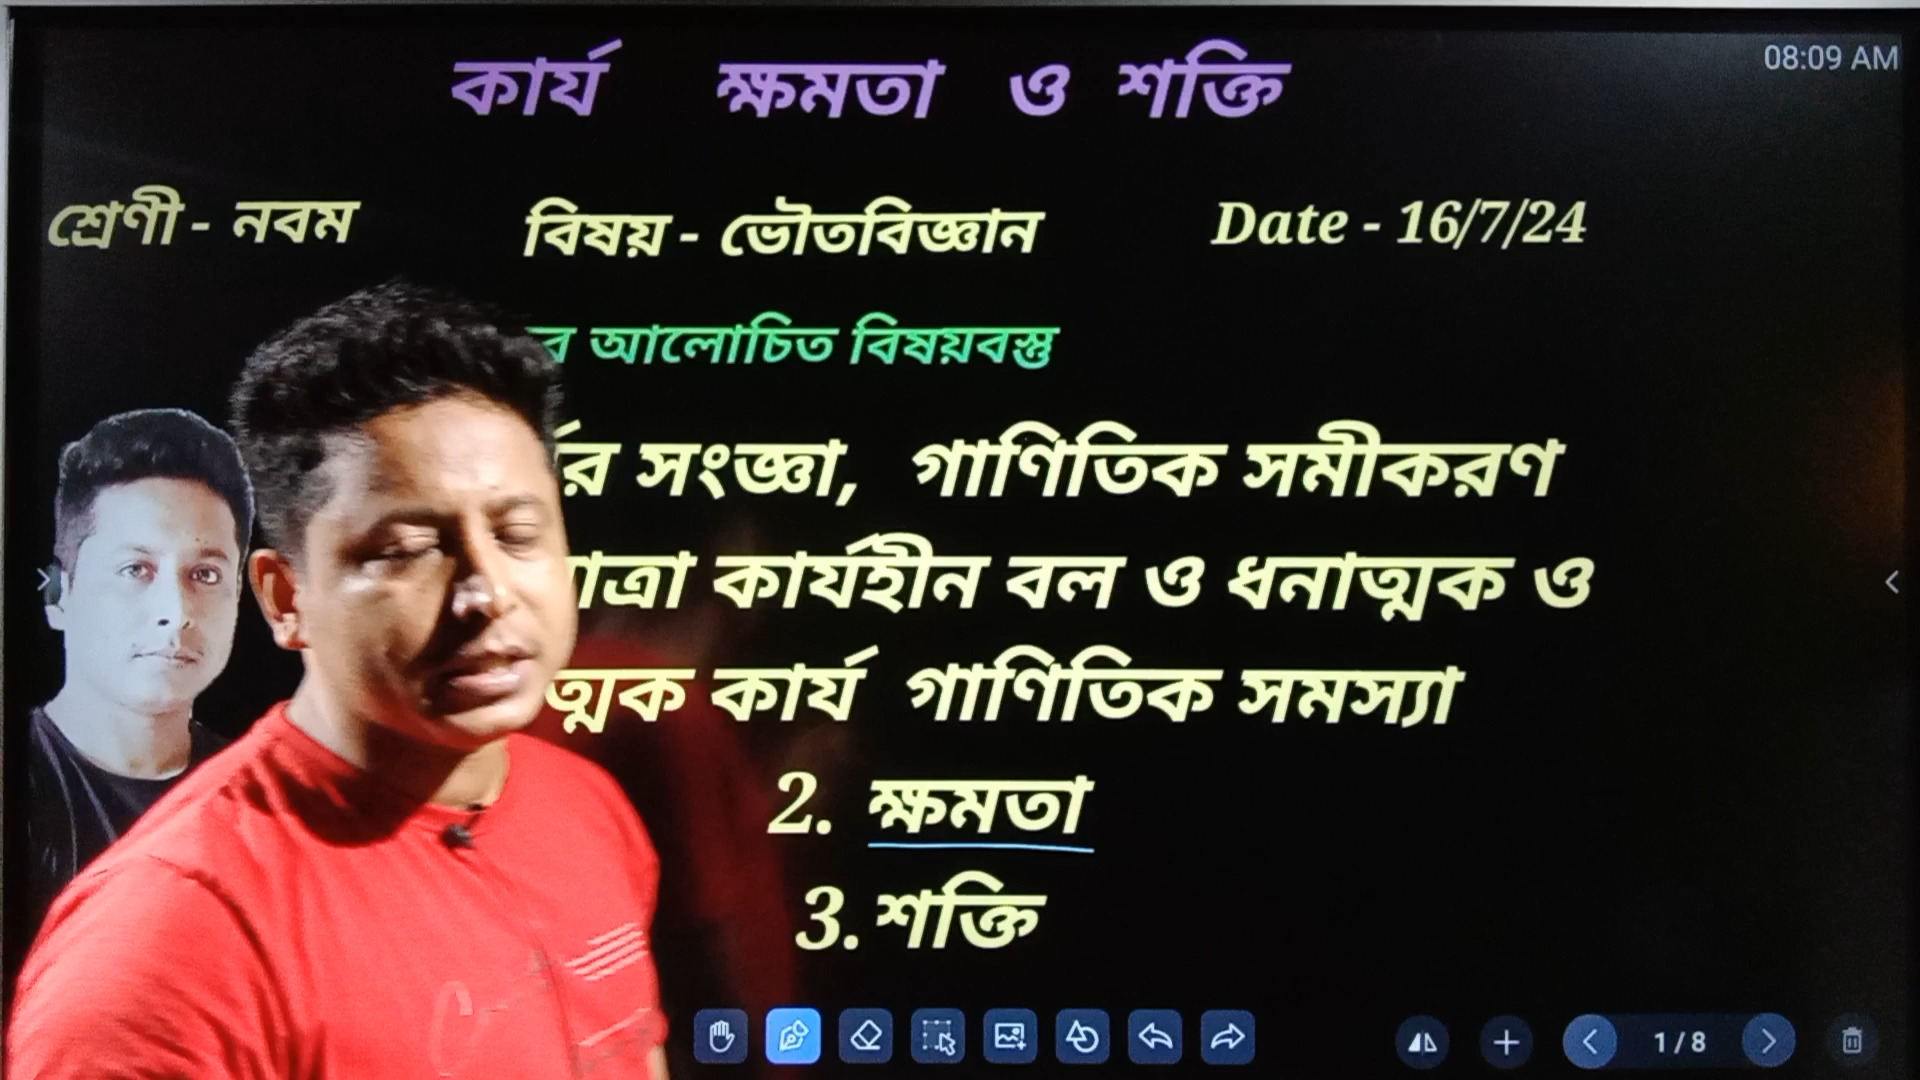 08:09 AM
কার্য ক্ষমতা ও শক্তি
শ্রেণী - নবম বিষয় - ভৌতবিজ্ঞান Date - 16/7/24
আলোচিত বিষয়বস্তু
সংজ্ঞা, গাণিতিক সমীকরণ
কার্যহীন বল ও ধনাত্মক ও
কার্য গাণিতিক সমস্যা
2. ক্ষমতা
3. শক্তি
1 / 8